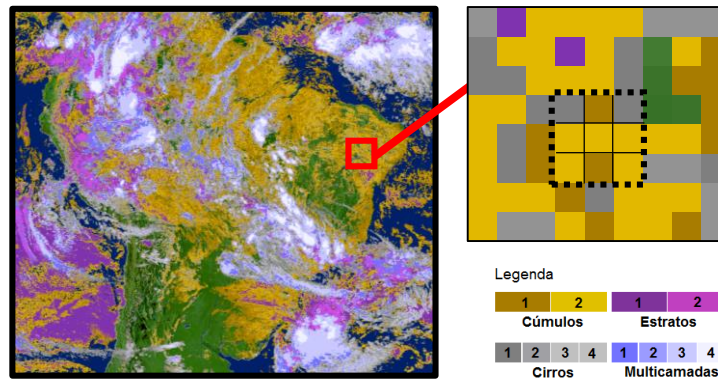 Legenda
1 2 1 2
Cúmulos Estratos
1 2 3 4 1 2 3 4
Cirros Multicamadas